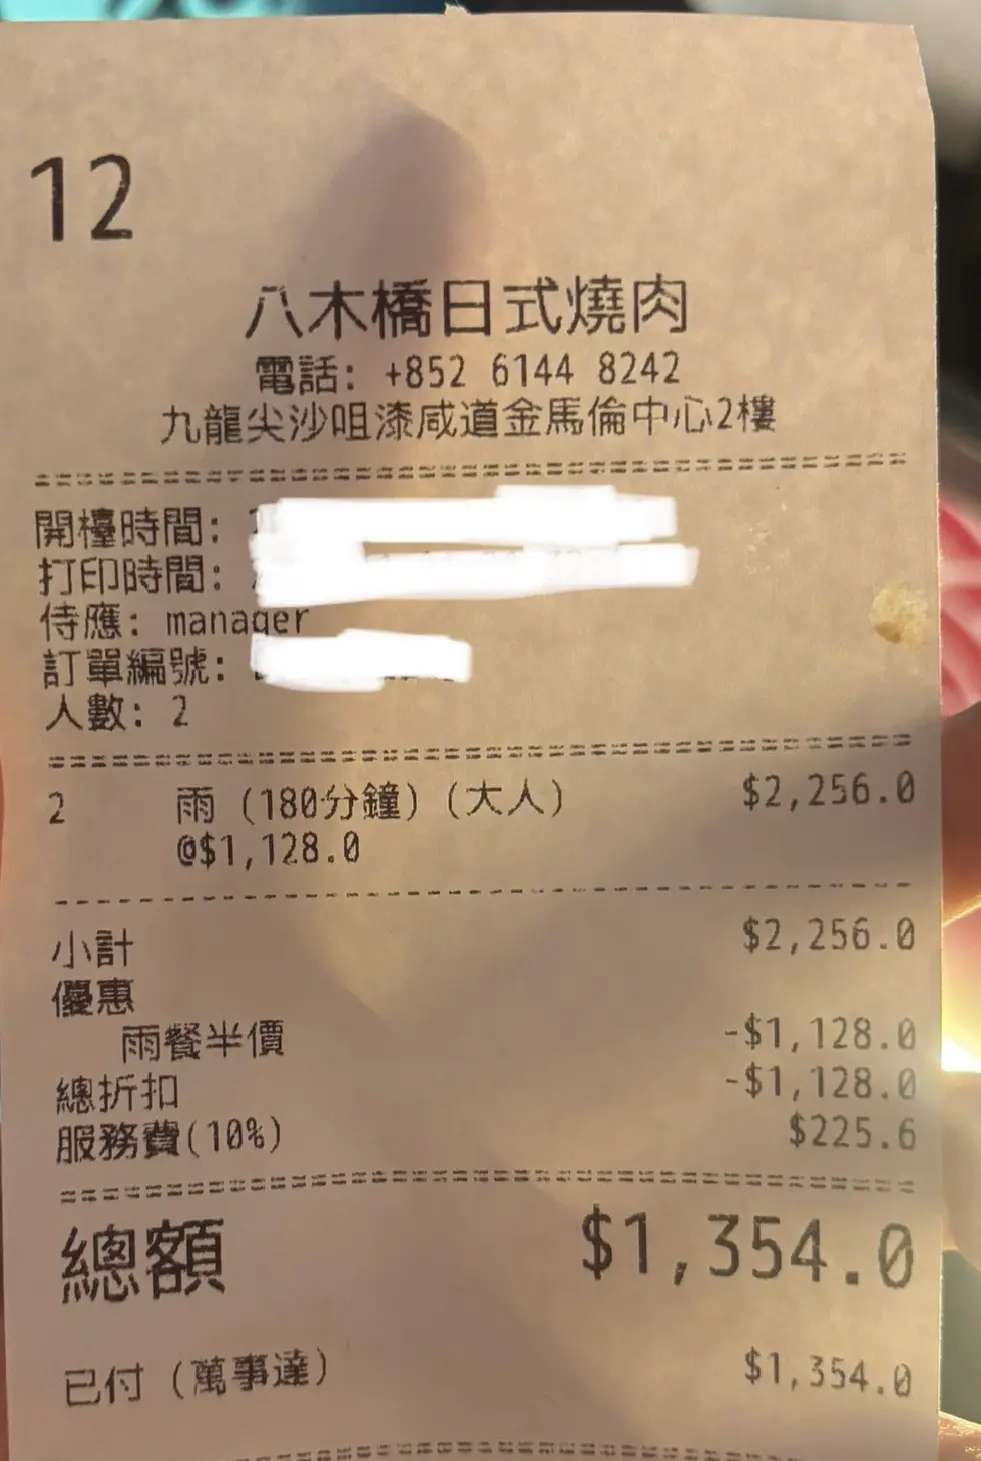 12
八木橋日式燒肉
電話: +852 6144 8242
九龍尖沙咀漆咸道金馬倫中心2樓
開檯時間:
打印時間:
侍應: manager
訂單編號:
人數: 2
2 雨 (180分鐘) (大人) $2,256.0
@$1,128.0
小計 $2,256.0
優惠
雨餐半價 -$1,128.0
總折扣 -$1,128.0
服務費(10%) $225.6
總額 $1,354.0
已付 (萬事達) $1,354.0